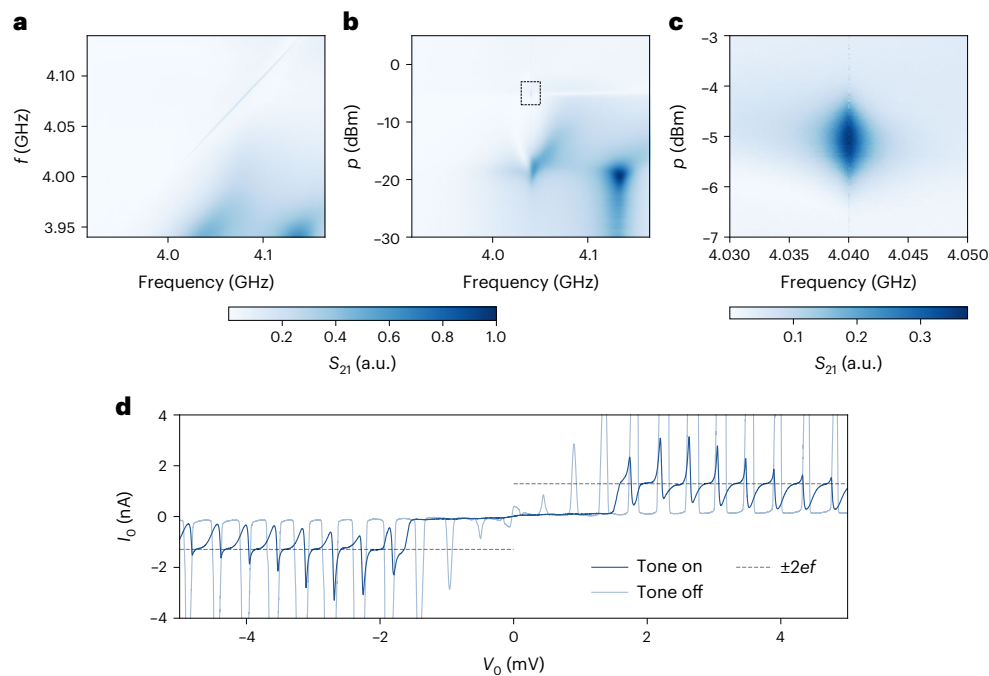 a
b
c
f (GHz)
4.10
4.05
4.00
3.95
4.0
4.1
Frequency (GHz)
p (dBm)
0
−10
−20
−30
4.0
4.1
Frequency (GHz)
p (dBm)
−3
−4
−5
−6
−7
4.030
4.035
4.040
4.045
4.050
Frequency (GHz)
0.2
0.4
0.6
0.8
1.0
S21 (a.u.)
0.1
0.2
0.3
S21 (a.u.)
d
I0 (nA)
4
2
0
−2
−4
Tone on
±2ef
Tone off
−4
−2
0
2
4
V0 (mV)